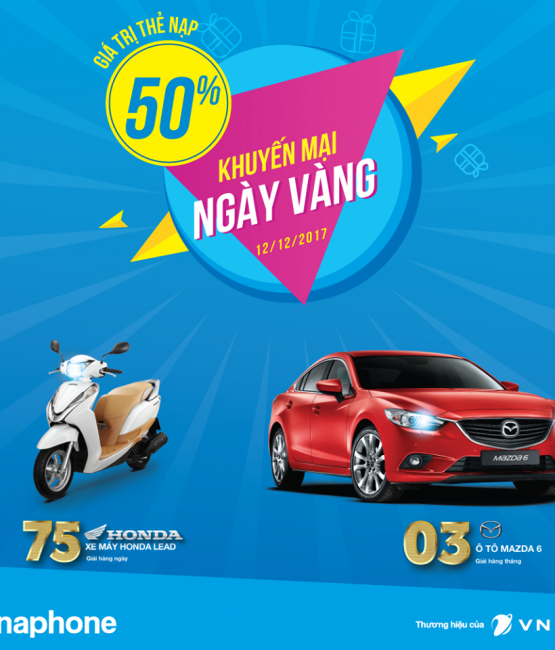 GIÁ TRỊ THẺ NẠP
50%
KHUYẾN MẠI
NGÀY VÀNG
12/12/2017
MAZDA 6
75 HONDA
XE MÁY HONDA LEAD
Giải hàng ngày
03
Ô TÔ MAZDA 6
Giải hàng tháng
naphone
Thương hiệu của VN